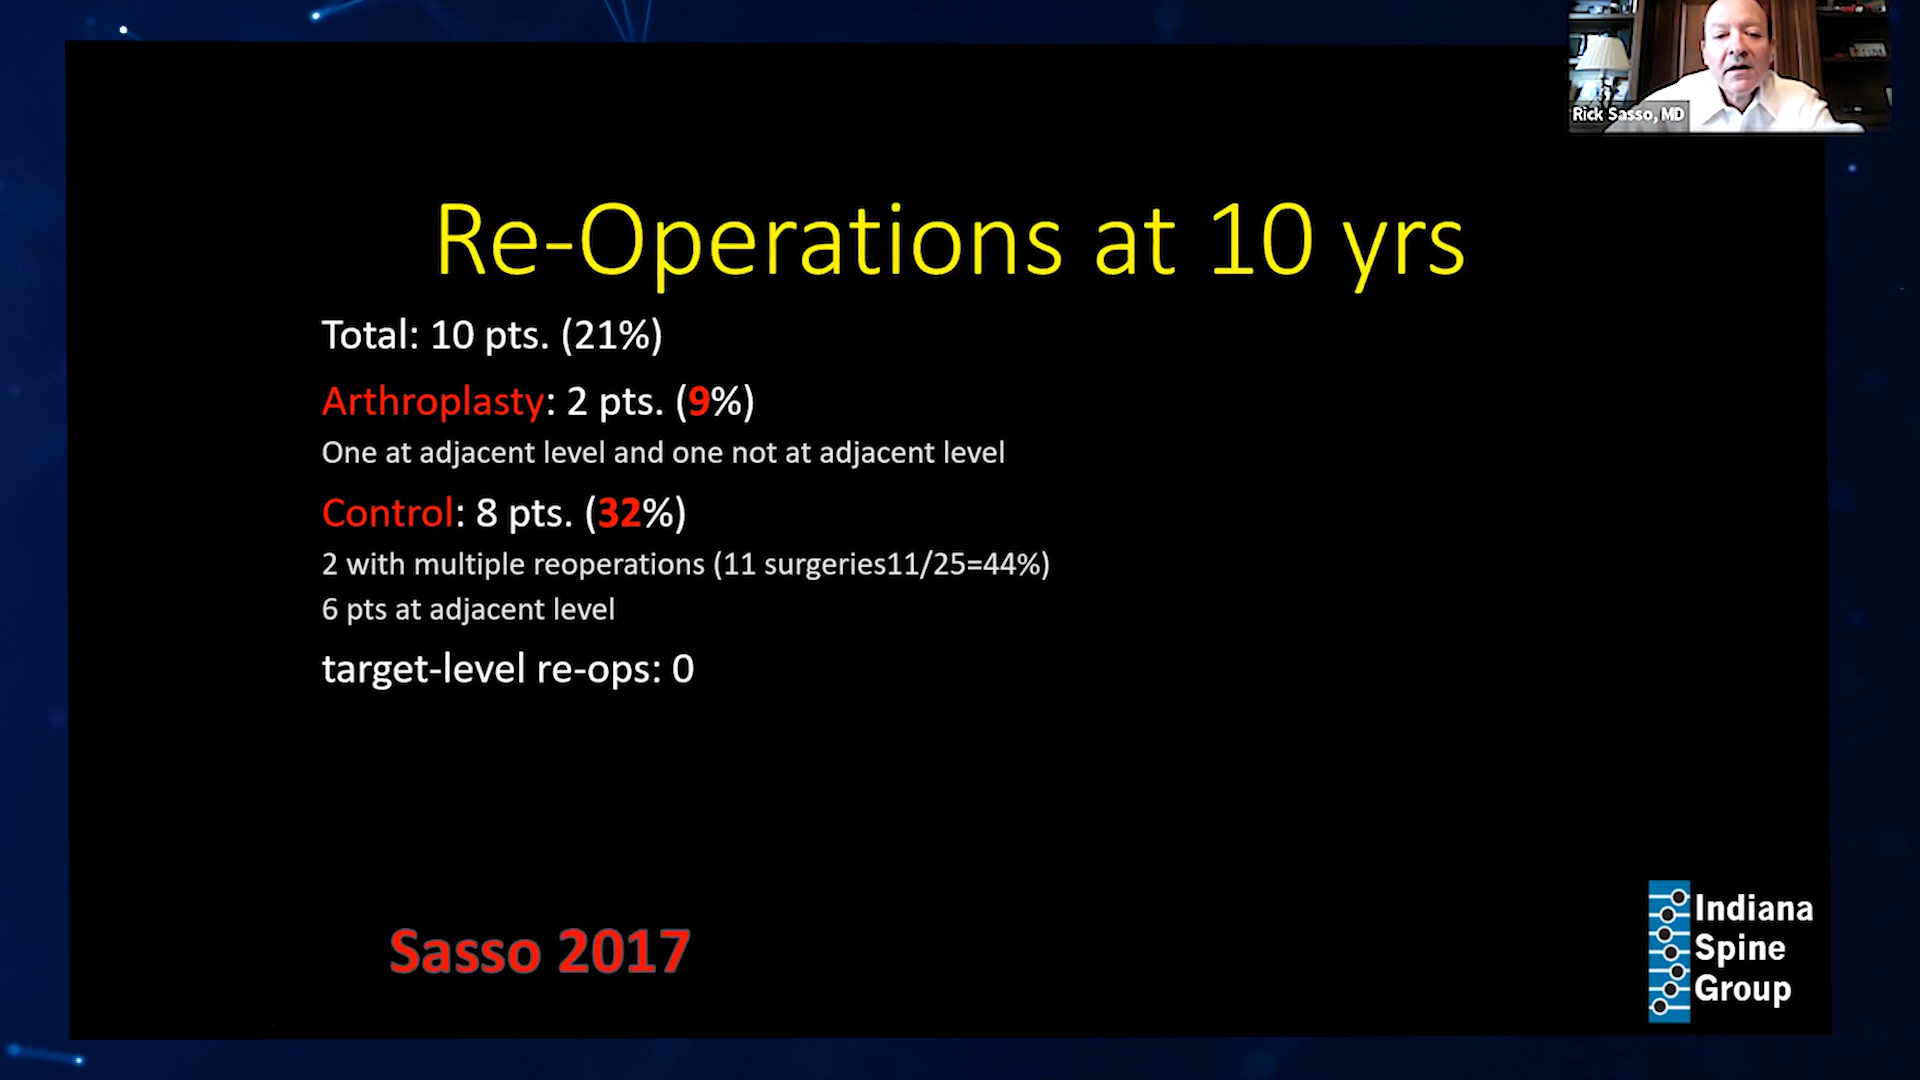 Rick Sasso, MD
Re-Operations at 10 yrs
Total: 10 pts. (21%)
Arthroplasty: 2 pts. (9%)
One at adjacent level and one not at adjacent level
Control: 8 pts. (32%)
2 with multiple reoperations (11 surgeries11/25=44%)
6 pts at adjacent level
target-level re-ops: 0
Sasso 2017
Indiana
Spine
Group